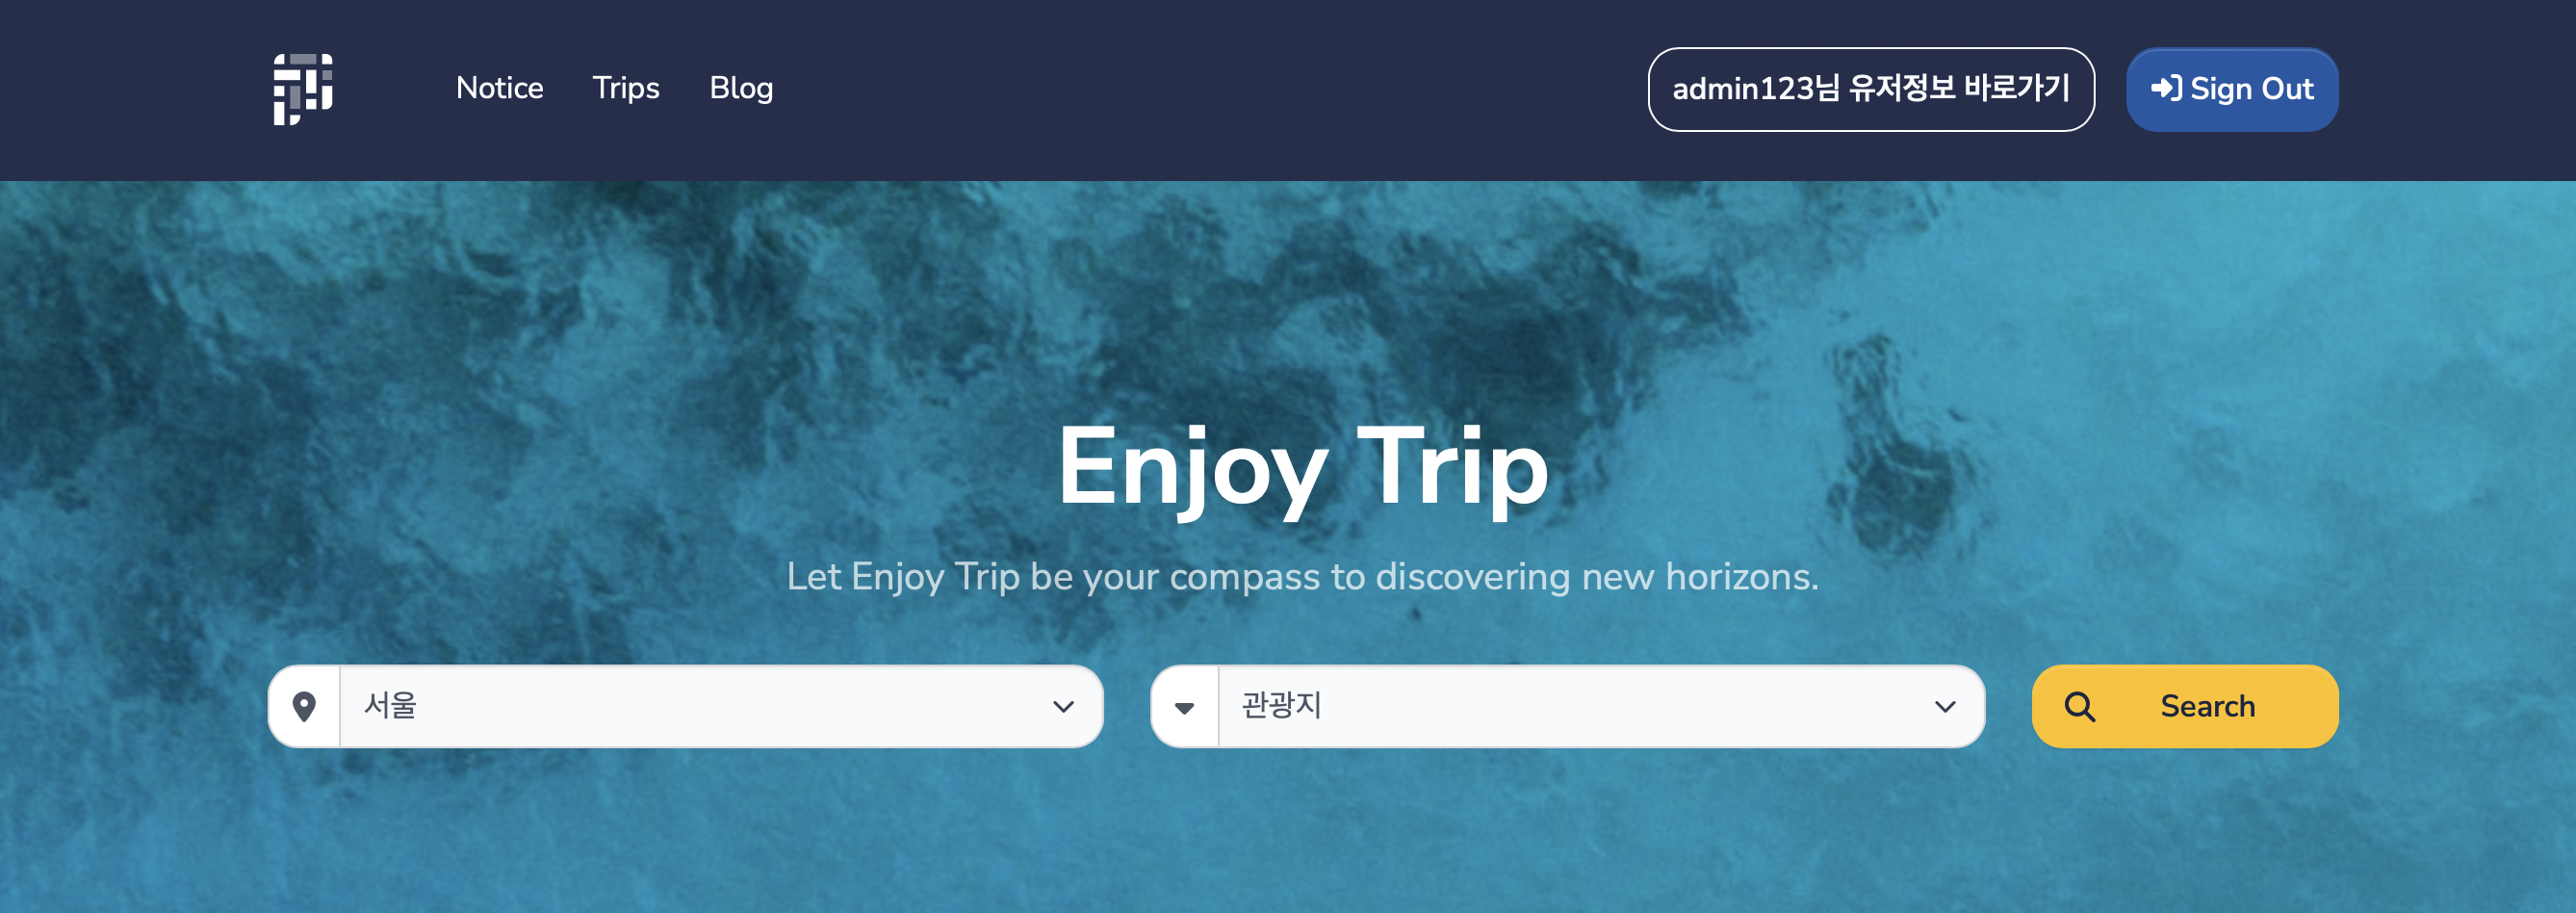 Notice Trips Blog admin123님 유저정보 바로가기 Sign Out
Enjoy Trip
Let Enjoy Trip be your compass to discovering new horizons.
서울 관광지 Search